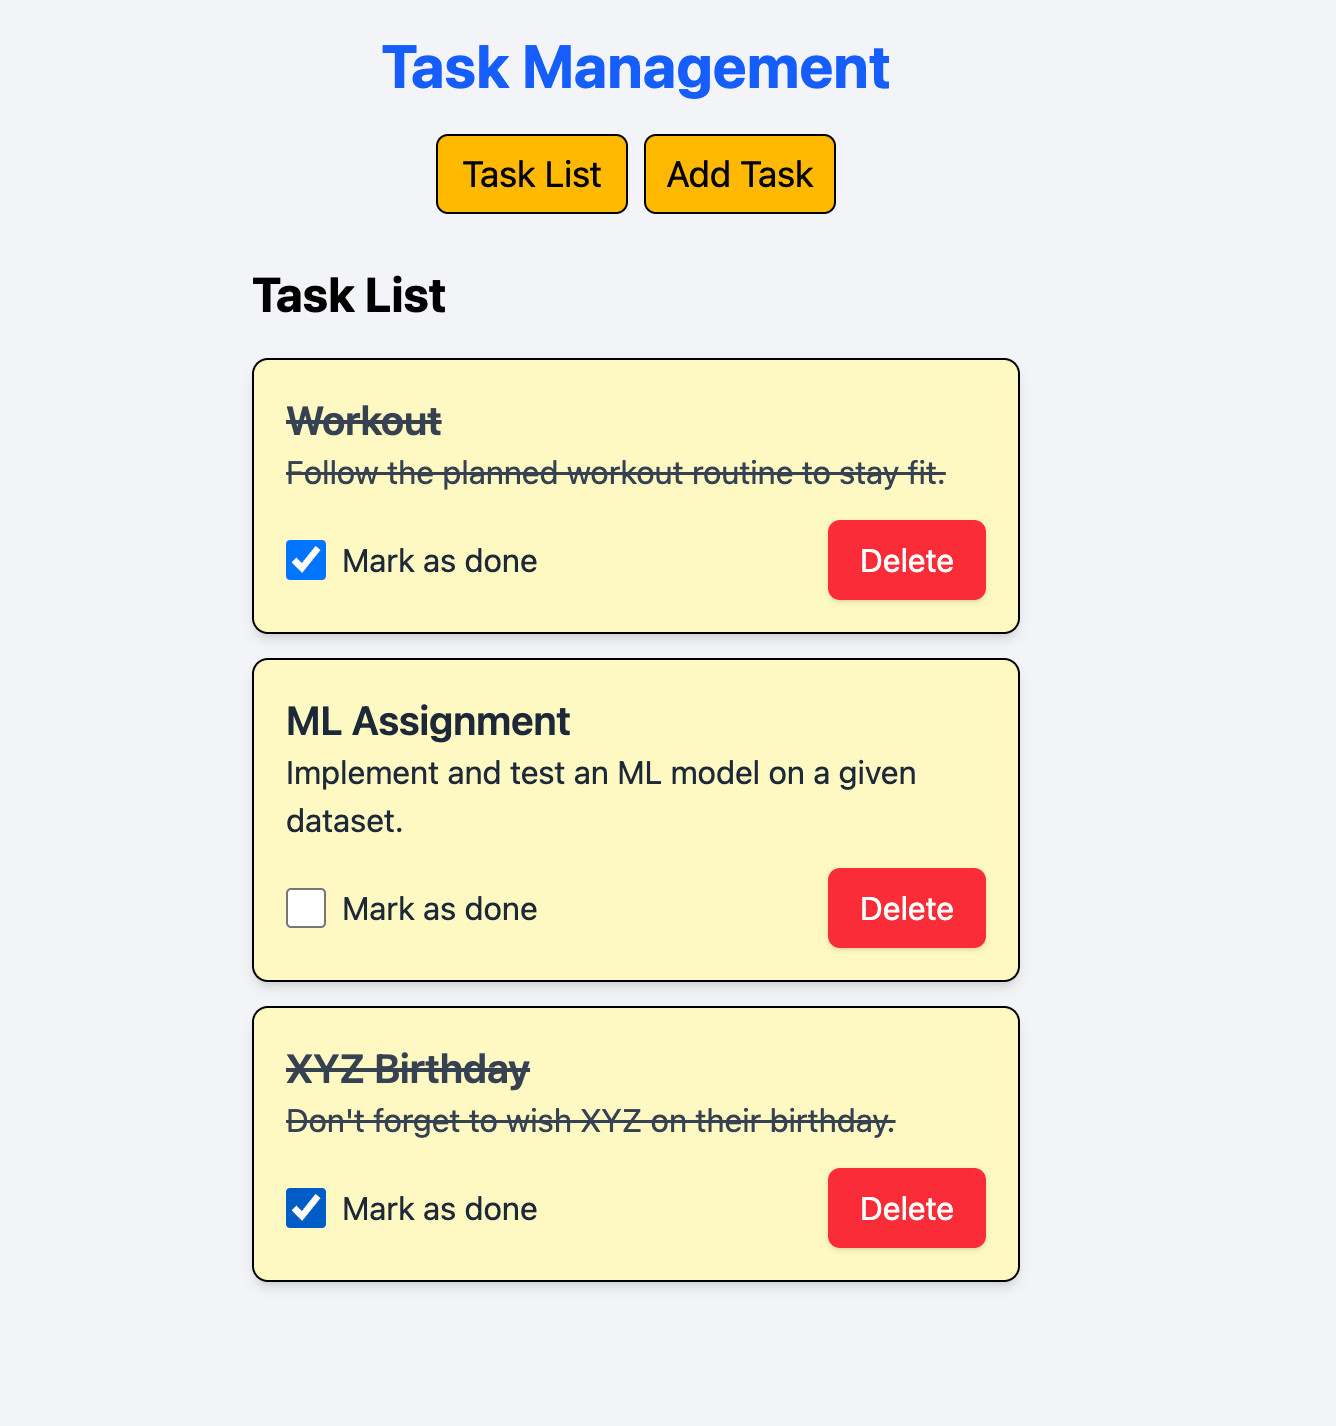 Task Management
Task List
Add Task
Task List
Workout
Follow the planned workout routine to stay fit.
Mark as done
Delete
ML Assignment
Implement and test an ML model on a given
dataset.
Mark as done
Delete
XYZ Birthday
Don't forget to wish XYZ on their birthday.
Mark as done
Delete